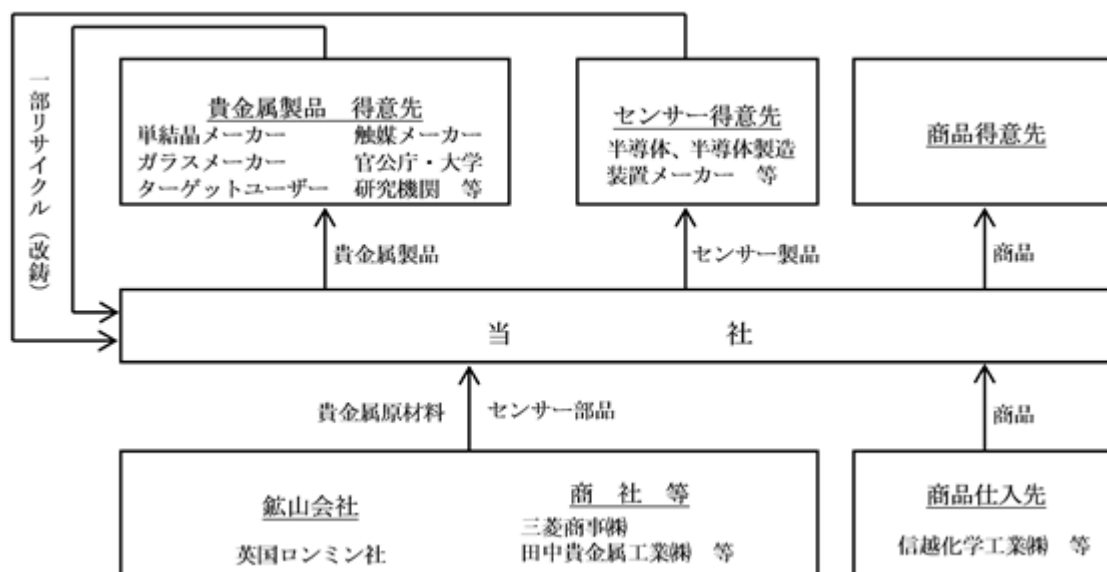 一部リサイクル（改鋳）
貴金属製品　得意先
単結晶メーカー　触媒メーカー
ガラスメーカー　官公庁・大学
ターゲットユーザー　研究機関　等
センサー得意先
半導体、半導体製造
装置メーカー　等
商品得意先
貴金属製品
センサー製品
商品
当　社
貴金属原材料
センサー部品
商品
鉱山会社
英国ロンミン社
商　社　等
三菱商事㈱
田中貴金属工業㈱　等
商品仕入先
信越化学工業㈱　等